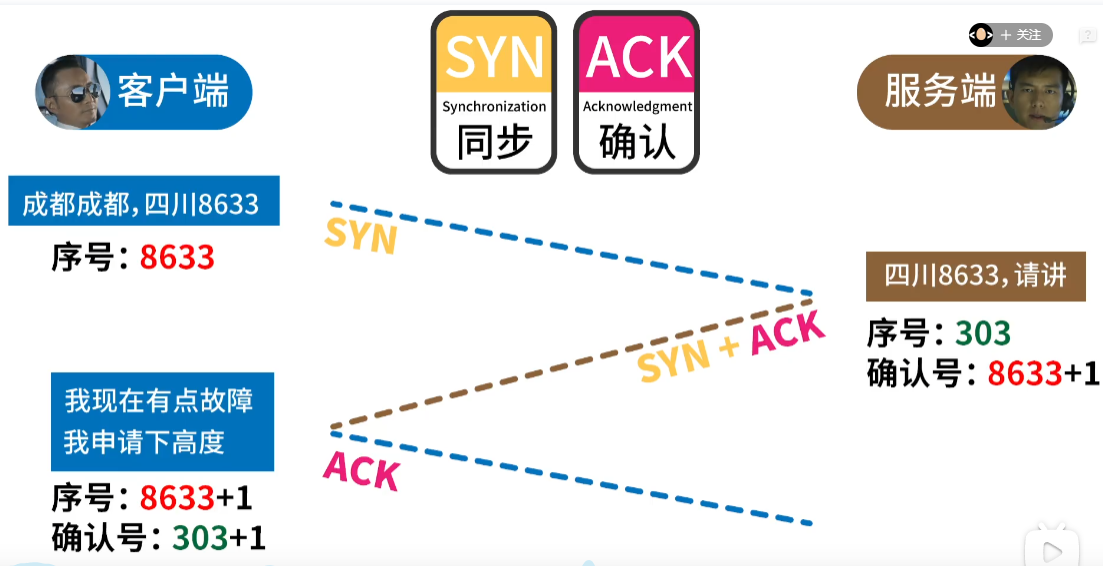 SYN
Synchronization
同步
ACK
Acknowledgment
确认
+ 关注
?
客户端
服务端
成都成都，四川8633
序号：8633
SYN
四川8633，请讲
序号：303
确认号：8633+1
SYN + ACK
我现在有点故障
我申请下高度
序号：8633+1
确认号：303+1
ACK